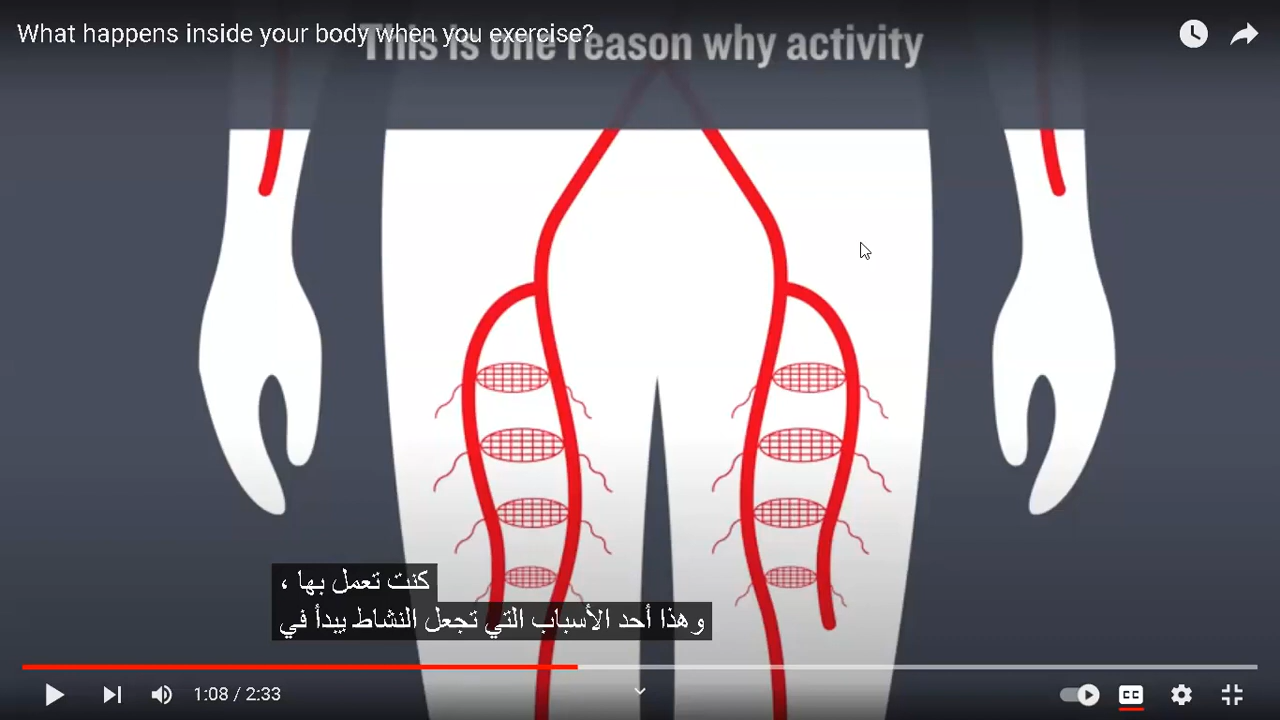 What happens inside your body when you exercise?
This is one reason why activity
كنت تعمل بها ،
وهذا أحد الأسباب التي تجعل النشاط يبدأ في
1:08 / 2:33
CC